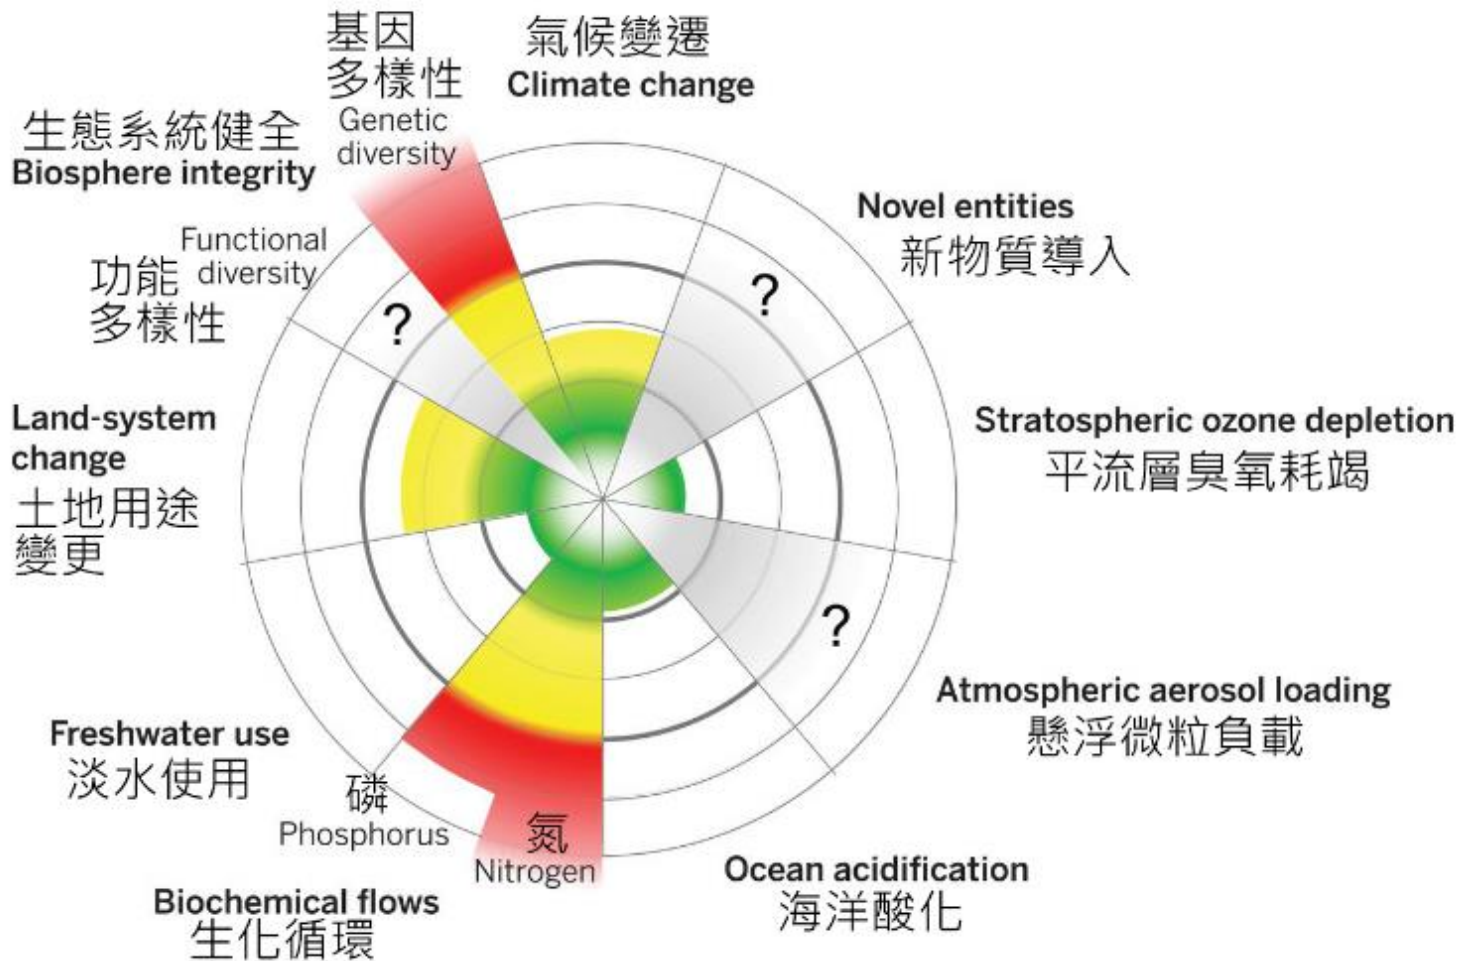 基因
多樣性
Genetic
diversity
氣候變遷
Climate change
生態系統健全
Biosphere integrity
Novel entities
新物質導入
Functional
diversity
功能
多樣性
?
?
Land-system
change
土地用途
變更
Stratospheric ozone depletion
平流層臭氧耗竭
?
Atmospheric aerosol loading
懸浮微粒負載
Freshwater use
淡水使用
磷
Phosphorus
氮
Nitrogen
Biochemical flows
生化循環
Ocean acidification
海洋酸化